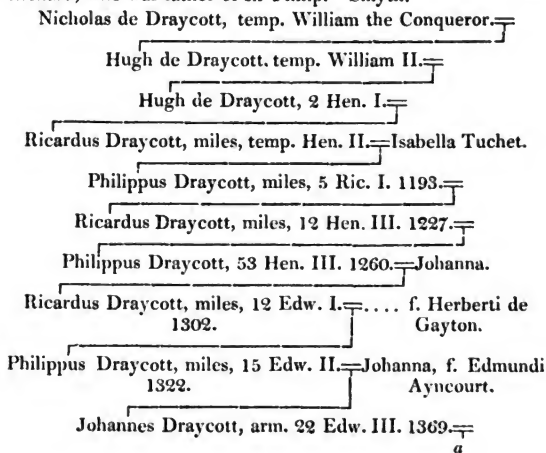 Nicholas de Draycott, temp. William the Conqueror.
Hugh de Draycott. temp. William II.
Hugh de Draycott, 2 Hen. I.
Ricardus Draycott, miles, temp. Hen. II. Isabella Tuchet.
Philippus Draycott, miles, 5 Ric. I. 1193.
Ricardus Draycott, miles, 12 Hen. III. 1227.
Philippus Draycott, 53 Hen. III. 1260. Johanna.
Ricardus Draycott, miles, 12 Edw. I. .... f. Herberti de
1302. Gayton.
Philippus Draycott, miles, 15 Edw. II. Johanna, f. Edmundi
1322. Ayncourt.
Johannes Draycott, arm. 22 Edw. III. 1369.
a